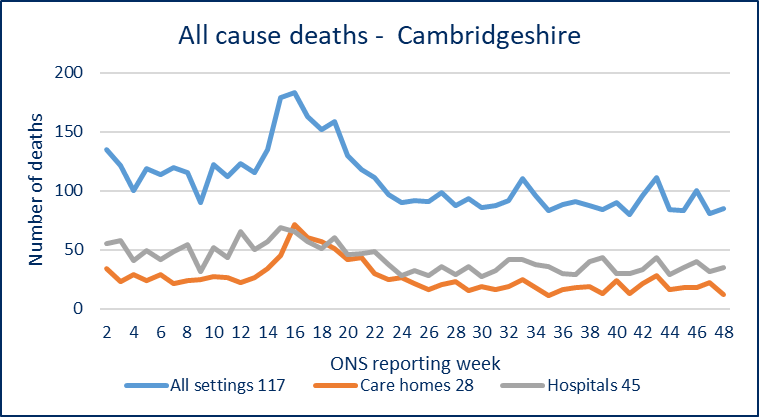 All cause deaths - Cambridgeshire
Number of deaths
200
150
100
50
0
2 4 6 8 10 12 14 16 18 20 22 24 26 28 30 32 34 36 38 40 42 44 46 48
ONS reporting week
All settings 117 Care homes 28 Hospitals 45